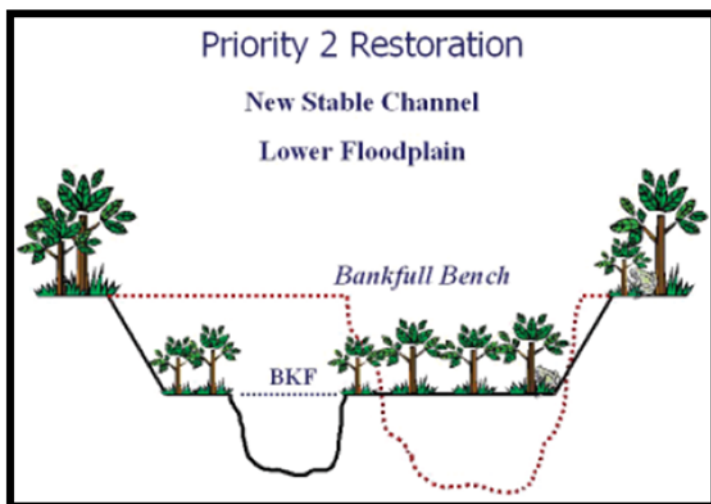 Priority 2 Restoration
New Stable Channel
Lower Floodplain
Bankfull Bench
BKF